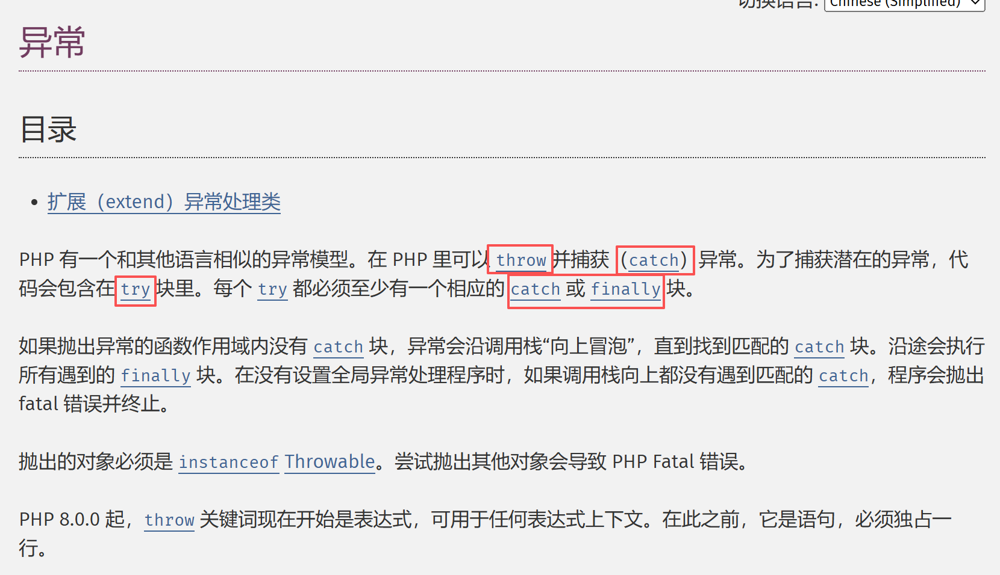 切换语言: Chinese (Simplified)
异常
目录
扩展（extend）异常处理类
PHP 有一个和其他语言相似的异常模型。在 PHP 里可以 throw 并捕获（catch）异常。为了捕获潜在的异常，代
码会包含在 try 块里。每个 try 都必须至少有一个相应的 catch 或 finally 块。
如果抛出异常的函数作用域内没有 catch 块，异常会沿调用栈“向上冒泡”，直到找到匹配的 catch 块。沿途会执行
所有遇到的 finally 块。在没有设置全局异常处理程序时，如果调用栈向上都没有遇到匹配的 catch，程序会抛出
fatal 错误并终止。
抛出的对象必须是 instanceof Throwable。尝试抛出其他对象会导致 PHP Fatal 错误。
PHP 8.0.0 起，throw 关键词现在开始是表达式，可用于任何表达式上下文。在此之前，它是语句，必须独占一
行。